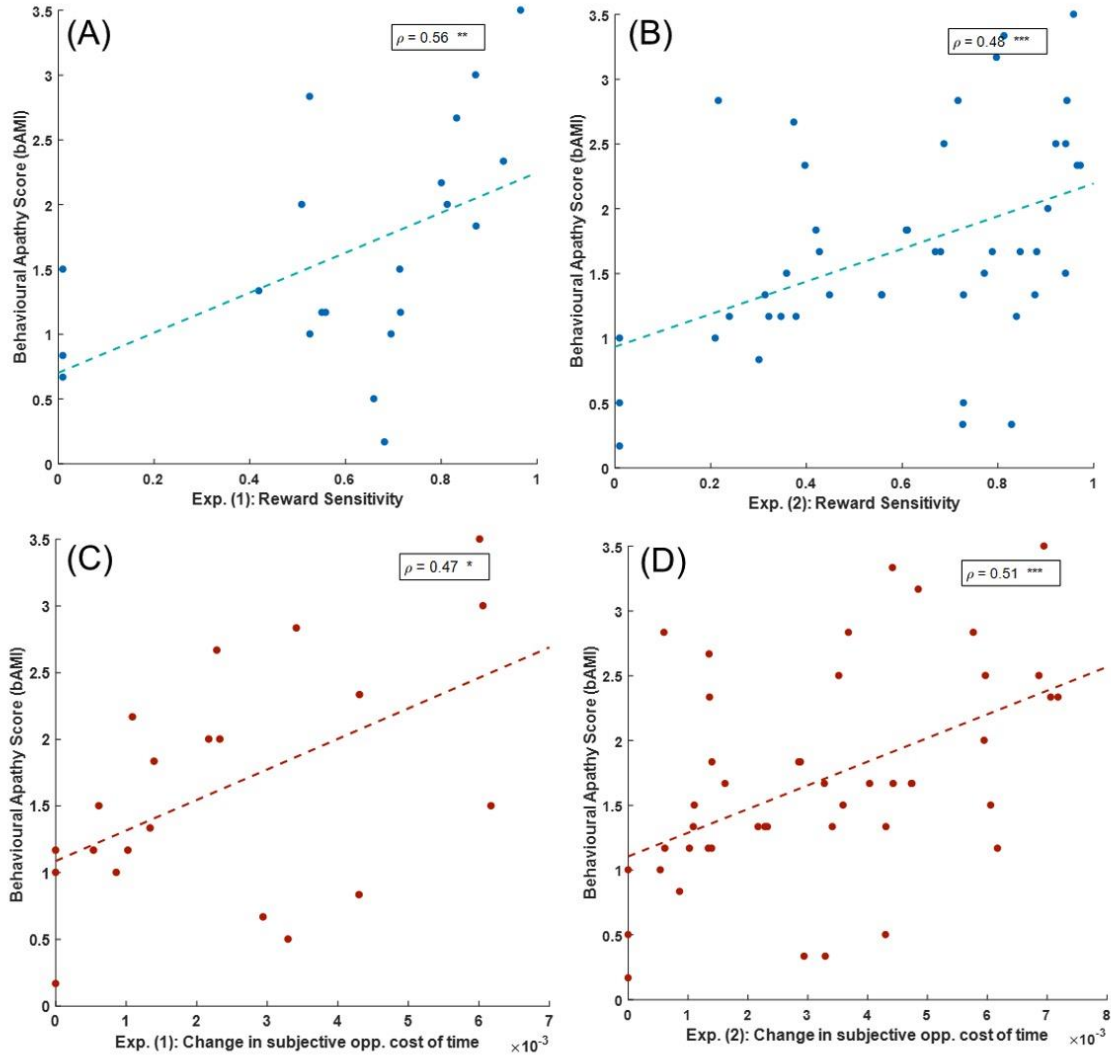 (A)
ρ = 0.56 **
Behavioural Apathy Score (bAMI)
3.5
3
2.5
2
1.5
1
0.5
0
0 0.2 0.4 0.6 0.8 1
Exp. (1): Reward Sensitivity
(B)
ρ = 0.48 ***
Behavioural Apathy Score (bAMI)
3.5
3
2.5
2
1.5
1
0.5
0
0 0.2 0.4 0.6 0.8 1
Exp. (2): Reward Sensitivity
(C)
ρ = 0.47 *
Behavioural Apathy Score (bAMI)
3.5
3
2.5
2
1.5
1
0.5
0
0 1 2 3 4 5 6 7
Exp. (1): Change in subjective opp. cost of time ×10⁻³
(D)
ρ = 0.51 ***
Behavioural Apathy Score (bAMI)
3.5
3
2.5
2
1.5
1
0.5
0
0 1 2 3 4 5 6 7 8
Exp. (2): Change in subjective opp. cost of time ×10⁻³